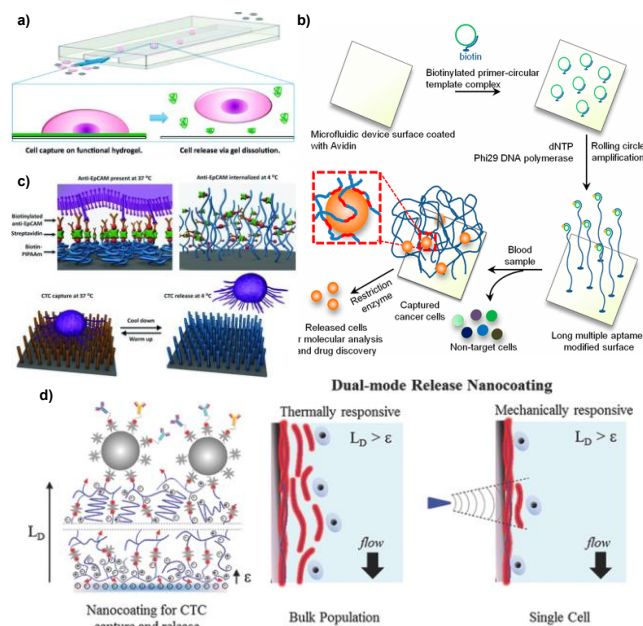 a)
Cell capture on functional hydrogel.
Cell release via gel dissolution.
b)
biotin
Biotinylated primer-circular
template complex
Microfluidic device surface coated
with Avidin
dNTP
Phi29 DNA polymerase
Rolling circle
amplification
Blood
sample
Long multiple aptamer
modified surface
Non-target cells
Captured
cancer cells
Restriction
enzyme
Released cells
r molecular analysis
and drug discovery
c)
Anti-EpCAM present at 37 °C
Anti-EpCAM internalized at 4 °C
Biotinylated
anti-EpCAM
Streptavidin
Biotin-
PIPAAm
CTC capture at 37 °C
CTC release at 4 °C
Cool down
Warm up
d)
Dual-mode Release Nanocoating
L_D
ε
Nanocoating for CTC
capture and release
Thermally responsive
L_D > ε
flow
Bulk Population
Mechanically responsive
L_D > ε
flow
Single Cell